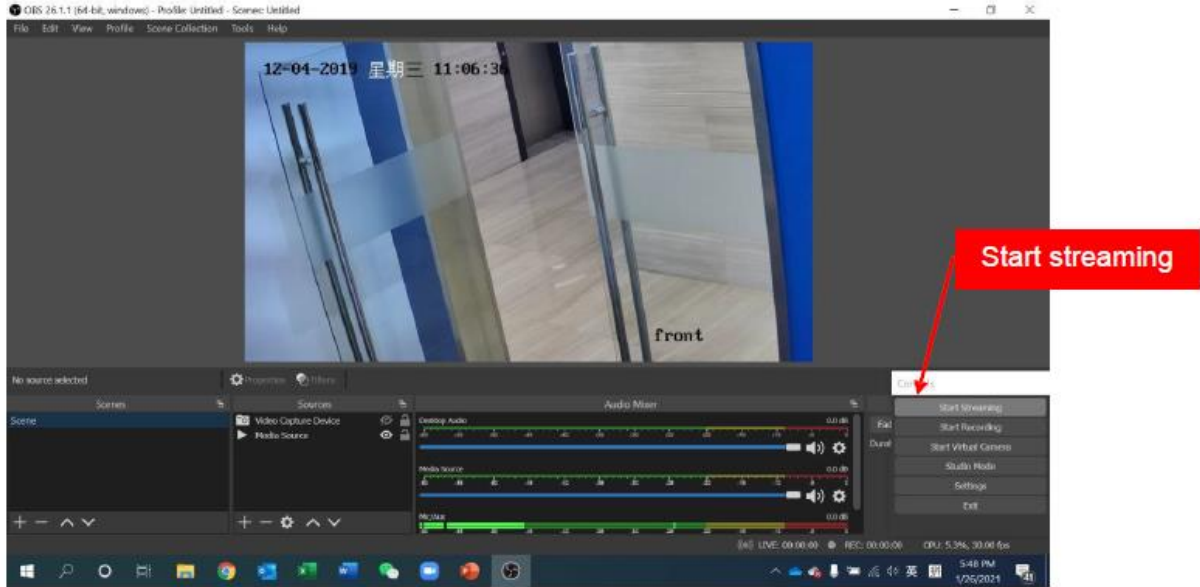 OBS 26.1.1 (64-bit, windows) - Profile: Untitled - Scenes: Untitled
File Edit View Profile Scene Collection Tools Help
12-04-2019 星期三 11:06:36
Start streaming
front
No source selected
Properties Filters
Controls
Scenes
Sources
Audio Mixer
Start Streaming
Scene
Video Capture Device
Desktop Audio
0.0 dB
Fad
Start Recording
Media Source
Durat
Start Virtual Camera
Media Source
0.0 dB
Studio Mode
Settings
Exit
Mic/Aux
0.0 dB
LIVE: 00:00:00
REC: 00:00:00
CPU: 5.3%, 30.00 fps
英
5:48 PM
1/26/2021